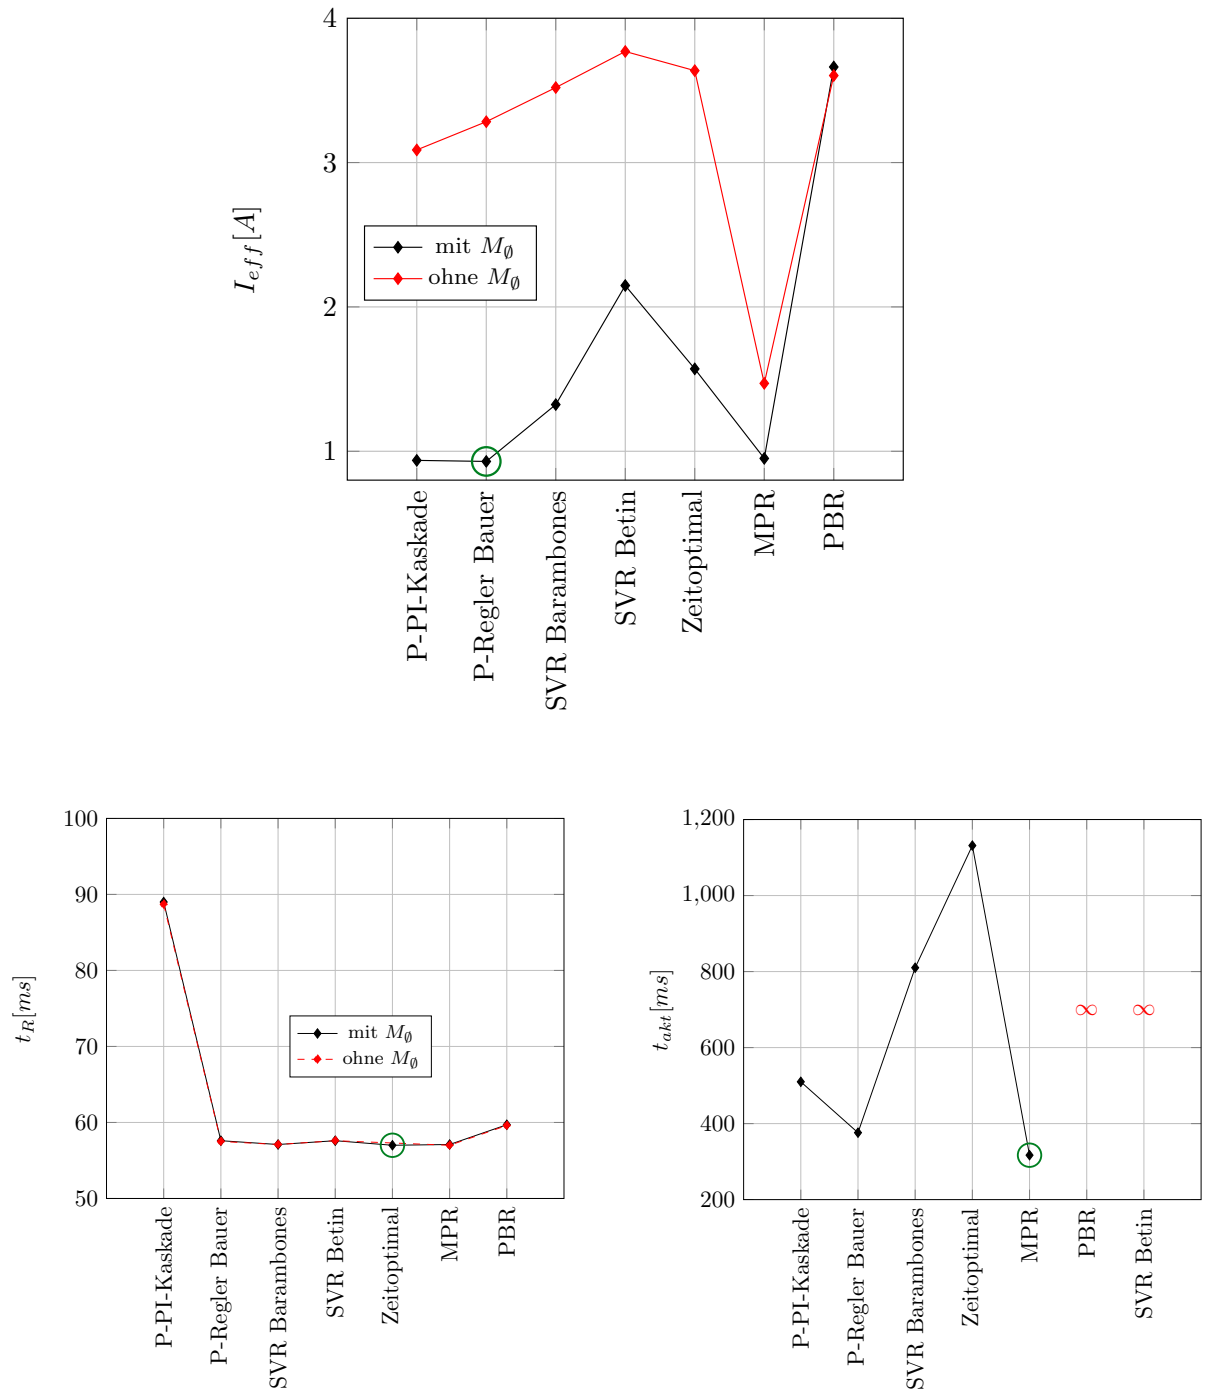 4
3
2
1
I_{eff}[A]
mit M_∅
ohne M_∅
P-PI-Kaskade
P-Regler Bauer
SVR Barambones
SVR Betin
Zeitoptimal
MPR
PBR
100
90
80
70
60
50
t_R[ms]
mit M_∅
ohne M_∅
P-PI-Kaskade
P-Regler Bauer
SVR Barambones
SVR Betin
Zeitoptimal
MPR
PBR
1,200
1,000
800
600
400
200
t_{akt}[ms]
∞ ∞
P-PI-Kaskade
P-Regler Bauer
SVR Barambones
Zeitoptimal
MPR
PBR
SVR Betin